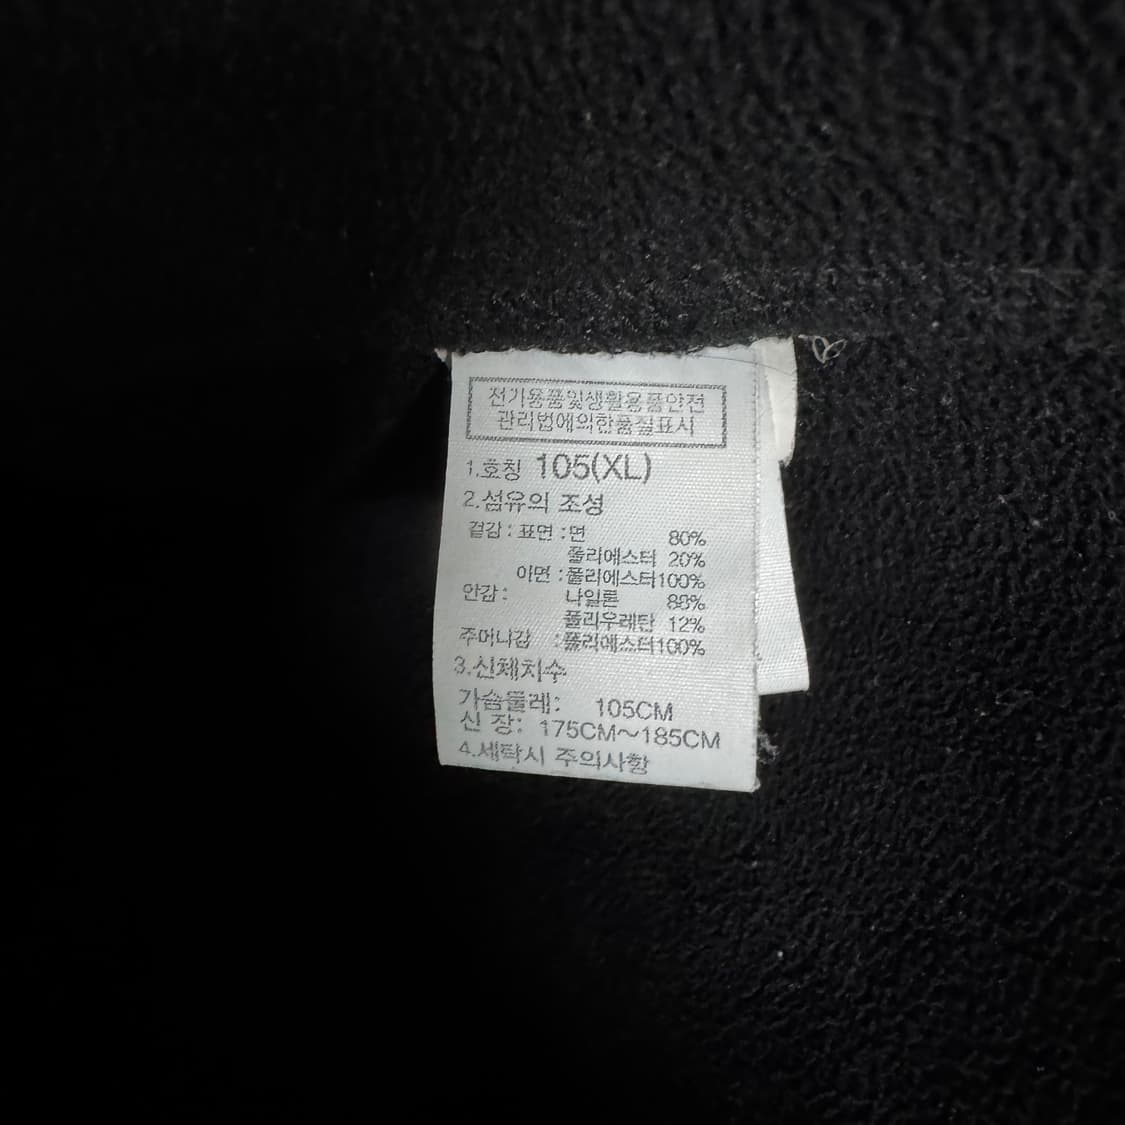 전기용품및생활용품안전
관리법에의한품질표시
1.호칭 105(XL)
2.섬유의 조성
겉감 : 표면 : 면 80%
폴리에스터 20%
이면 : 폴리에스터100%
안감 : 나일론 88%
폴리우레탄 12%
주머니감 : 폴리에스터100%
3.신체치수
가슴둘레: 105CM
신 장: 175CM~185CM
4.세탁시 주의사항